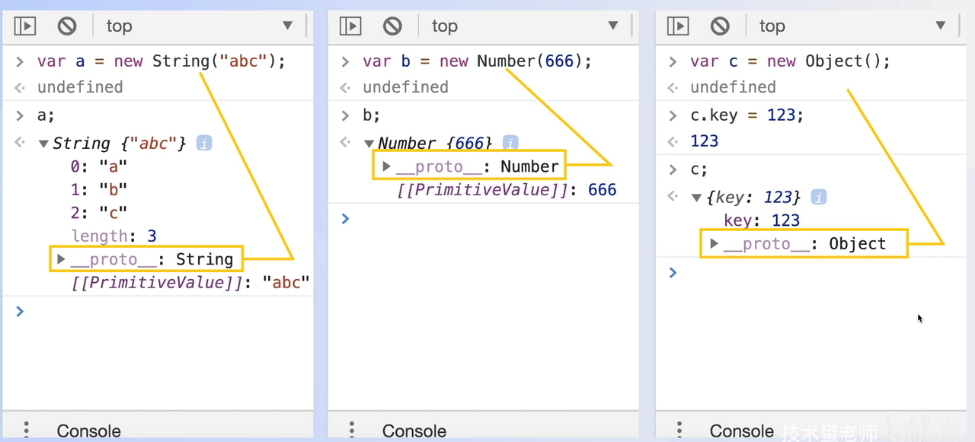 top
var a = new String("abc");
undefined
a;
String {"abc"} i
0: "a"
1: "b"
2: "c"
length: 3
__proto__: String
[[PrimitiveValue]]: "abc"
Console
top
var b = new Number(666);
undefined
b;
Number {666} i
__proto__: Number
[[PrimitiveValue]]: 666
Console
top
var c = new Object();
undefined
c.key = 123;
123
c;
{key: 123} i
key: 123
__proto__: Object
Console
技术蛋老师